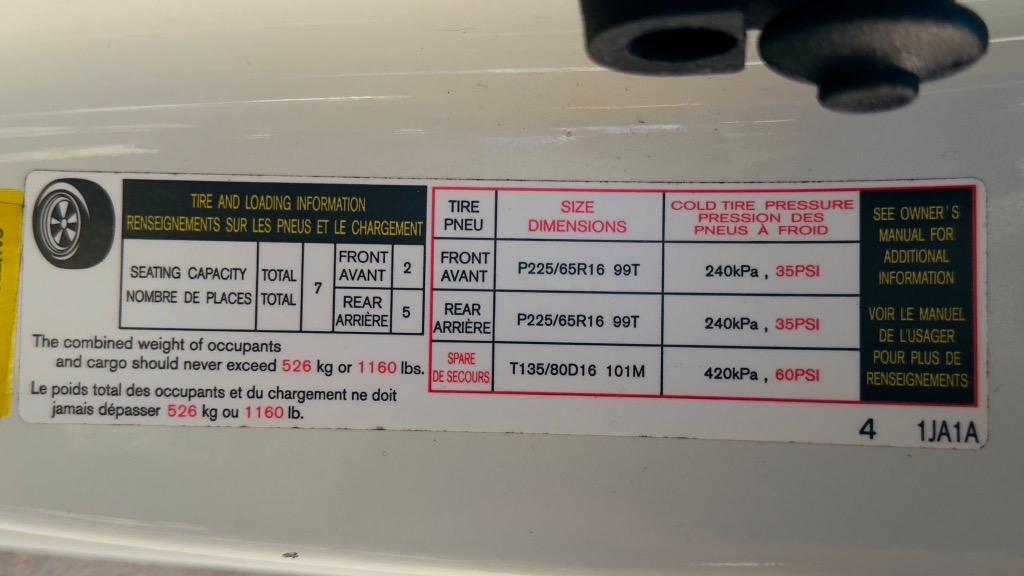 TIRE AND LOADING INFORMATION
RENSEIGNEMENTS SUR LES PNEUS ET LE CHARGEMENT
SEATING CAPACITY
NOMBRE DE PLACES
TOTAL
TOTAL
7
FRONT
AVANT
2
REAR
ARRIÈRE
5
The combined weight of occupants
and cargo should never exceed 526 kg or 1160 lbs.
Le poids total des occupants et du chargement ne doit
jamais dépasser 526 kg ou 1160 lb.
TIRE
PNEU
SIZE
DIMENSIONS
COLD TIRE PRESSURE
PRESSION DES
PNEUS À FROID
FRONT
AVANT
P225/65R16 99T
240kPa , 35PSI
REAR
ARRIÈRE
P225/65R16 99T
240kPa , 35PSI
SPARE
DE SECOURS
T135/80D16 101M
420kPa , 60PSI
SEE OWNER'S
MANUAL FOR
ADDITIONAL
INFORMATION
VOIR LE MANUEL
DE L'USAGER
POUR PLUS DE
RENSEIGNEMENTS
4 1JA1A